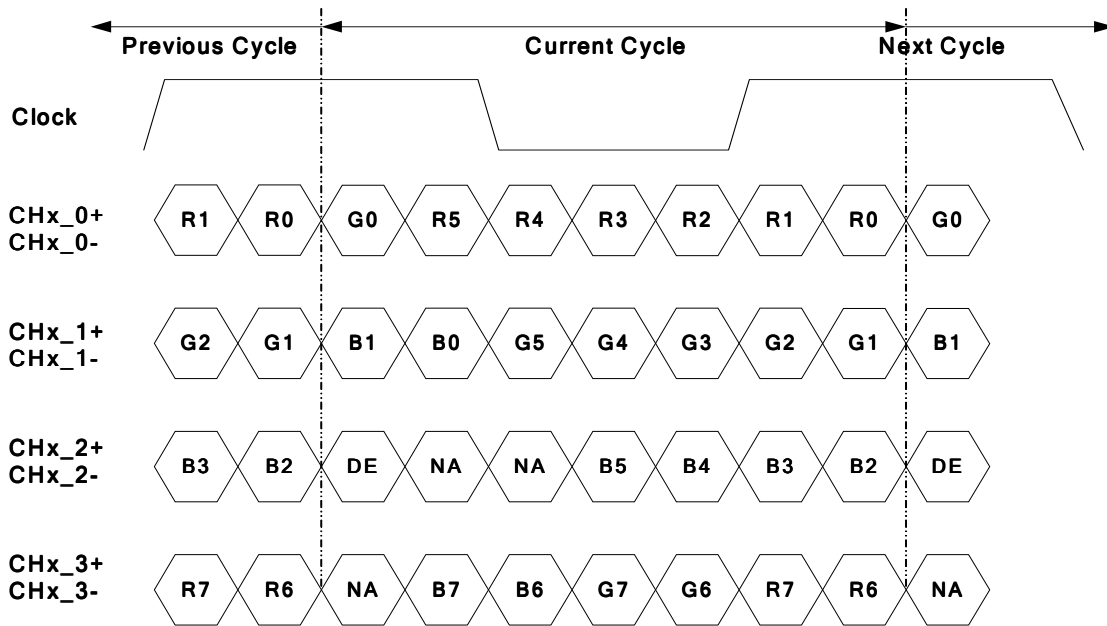 Previous Cycle Current Cycle Next Cycle
Clock
CHx_0+
CHx_0-
R1 R0 G0 R5 R4 R3 R2 R1 R0 G0
CHx_1+
CHx_1-
G2 G1 B1 B0 G5 G4 G3 G2 G1 B1
CHx_2+
CHx_2-
B3 B2 DE NA NA B5 B4 B3 B2 DE
CHx_3+
CHx_3-
R7 R6 NA B7 B6 G7 G6 R7 R6 NA